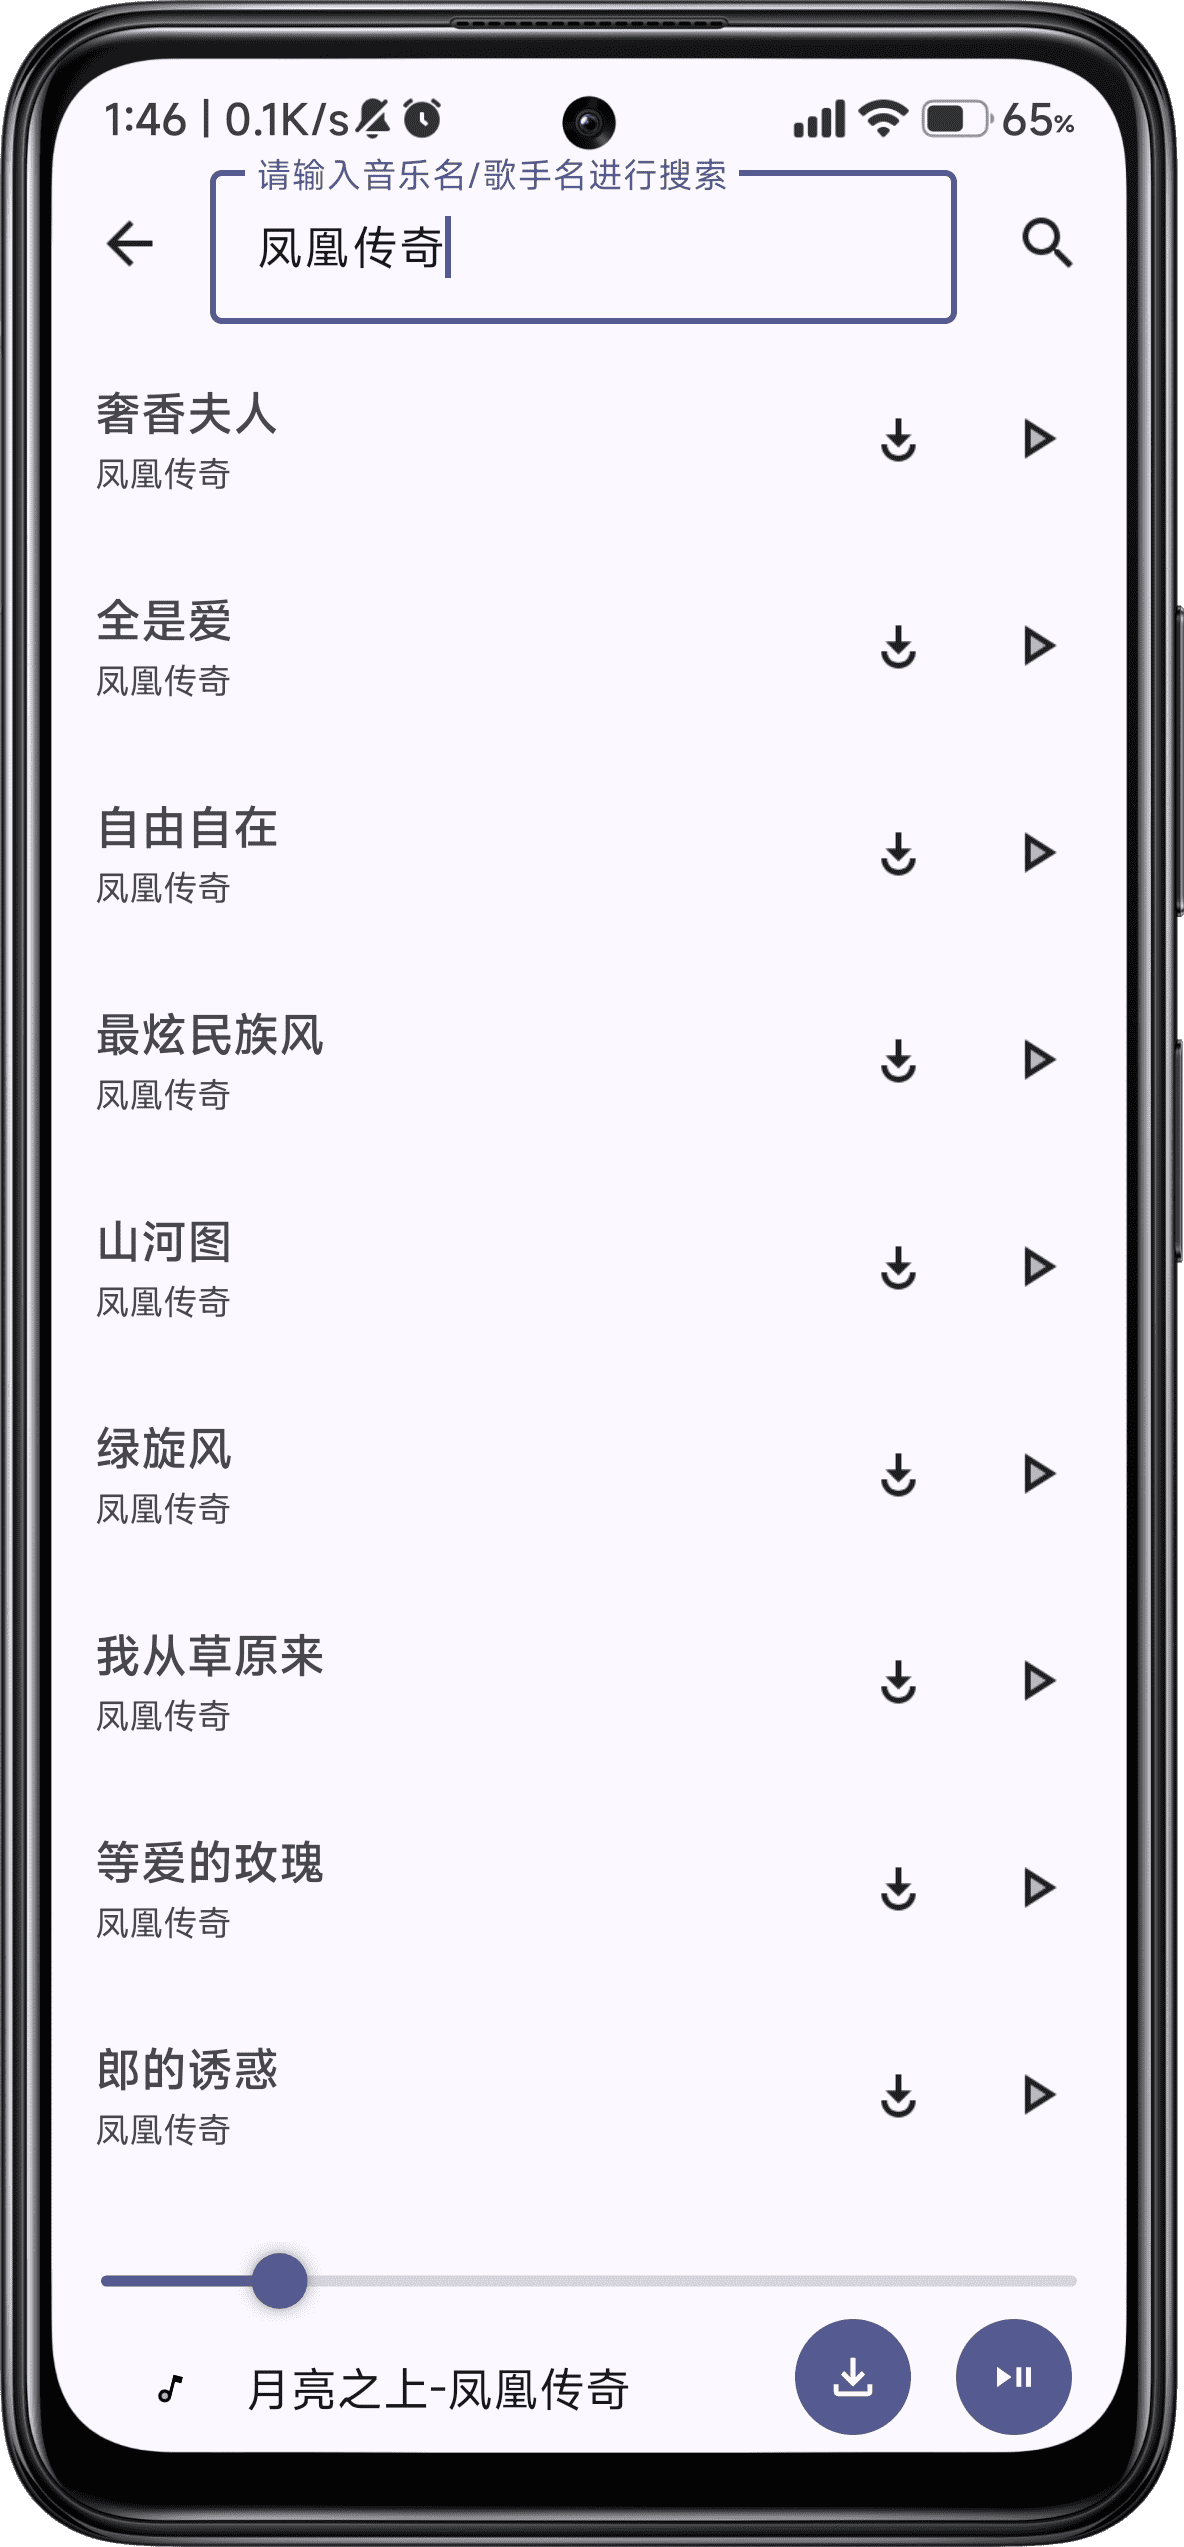 1:46 | 0.1K/s 65%
请输入音乐名/歌手名进行搜索
凤凰传奇
奢香夫人
凤凰传奇
全是爱
凤凰传奇
自由自在
凤凰传奇
最炫民族风
凤凰传奇
山河图
凤凰传奇
绿旋风
凤凰传奇
我从草原来
凤凰传奇
等爱的玫瑰
凤凰传奇
郎的诱惑
凤凰传奇
月亮之上-凤凰传奇